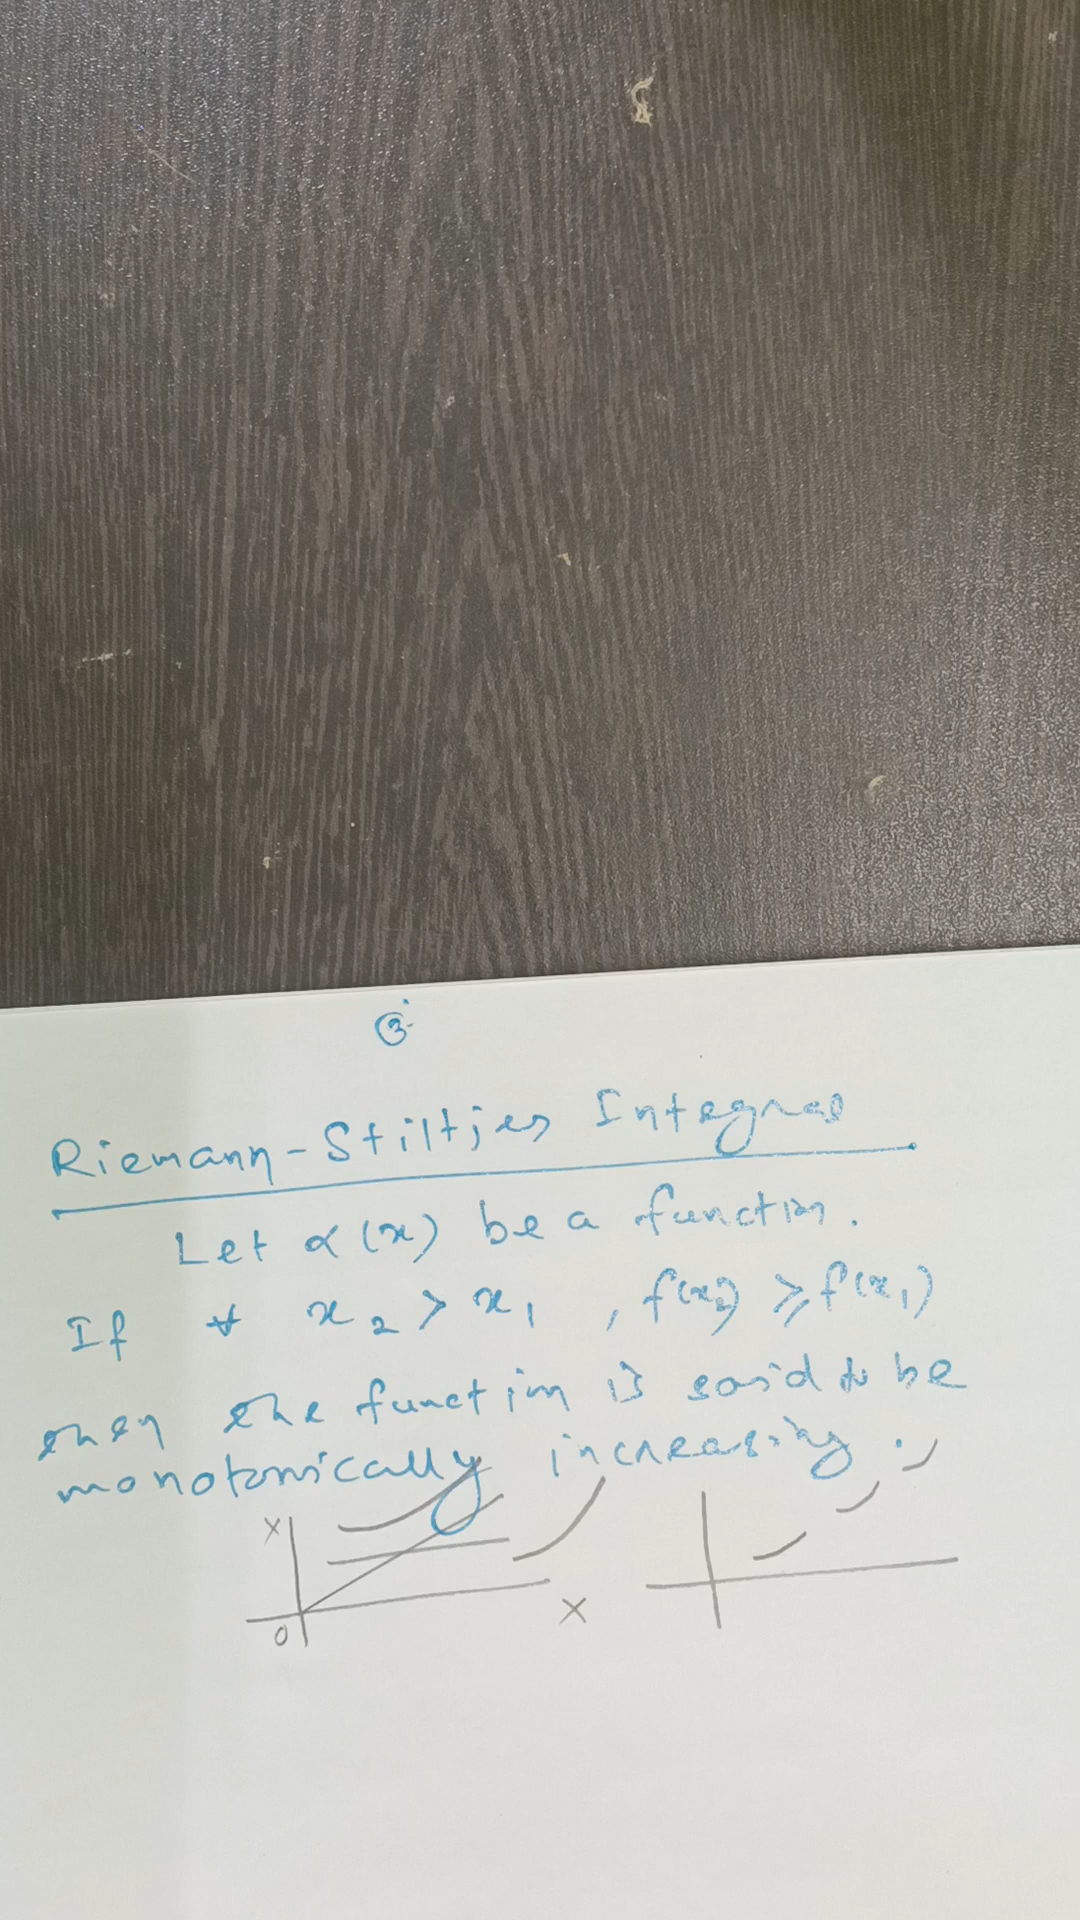 3
Riemann-Stiltjes Integral
Let α(x) be a function.
If ∀ x₂ > x₁, f(x₂) ≥ f(x₁)
then the function is said to be
monotonically increasing.
X
O X